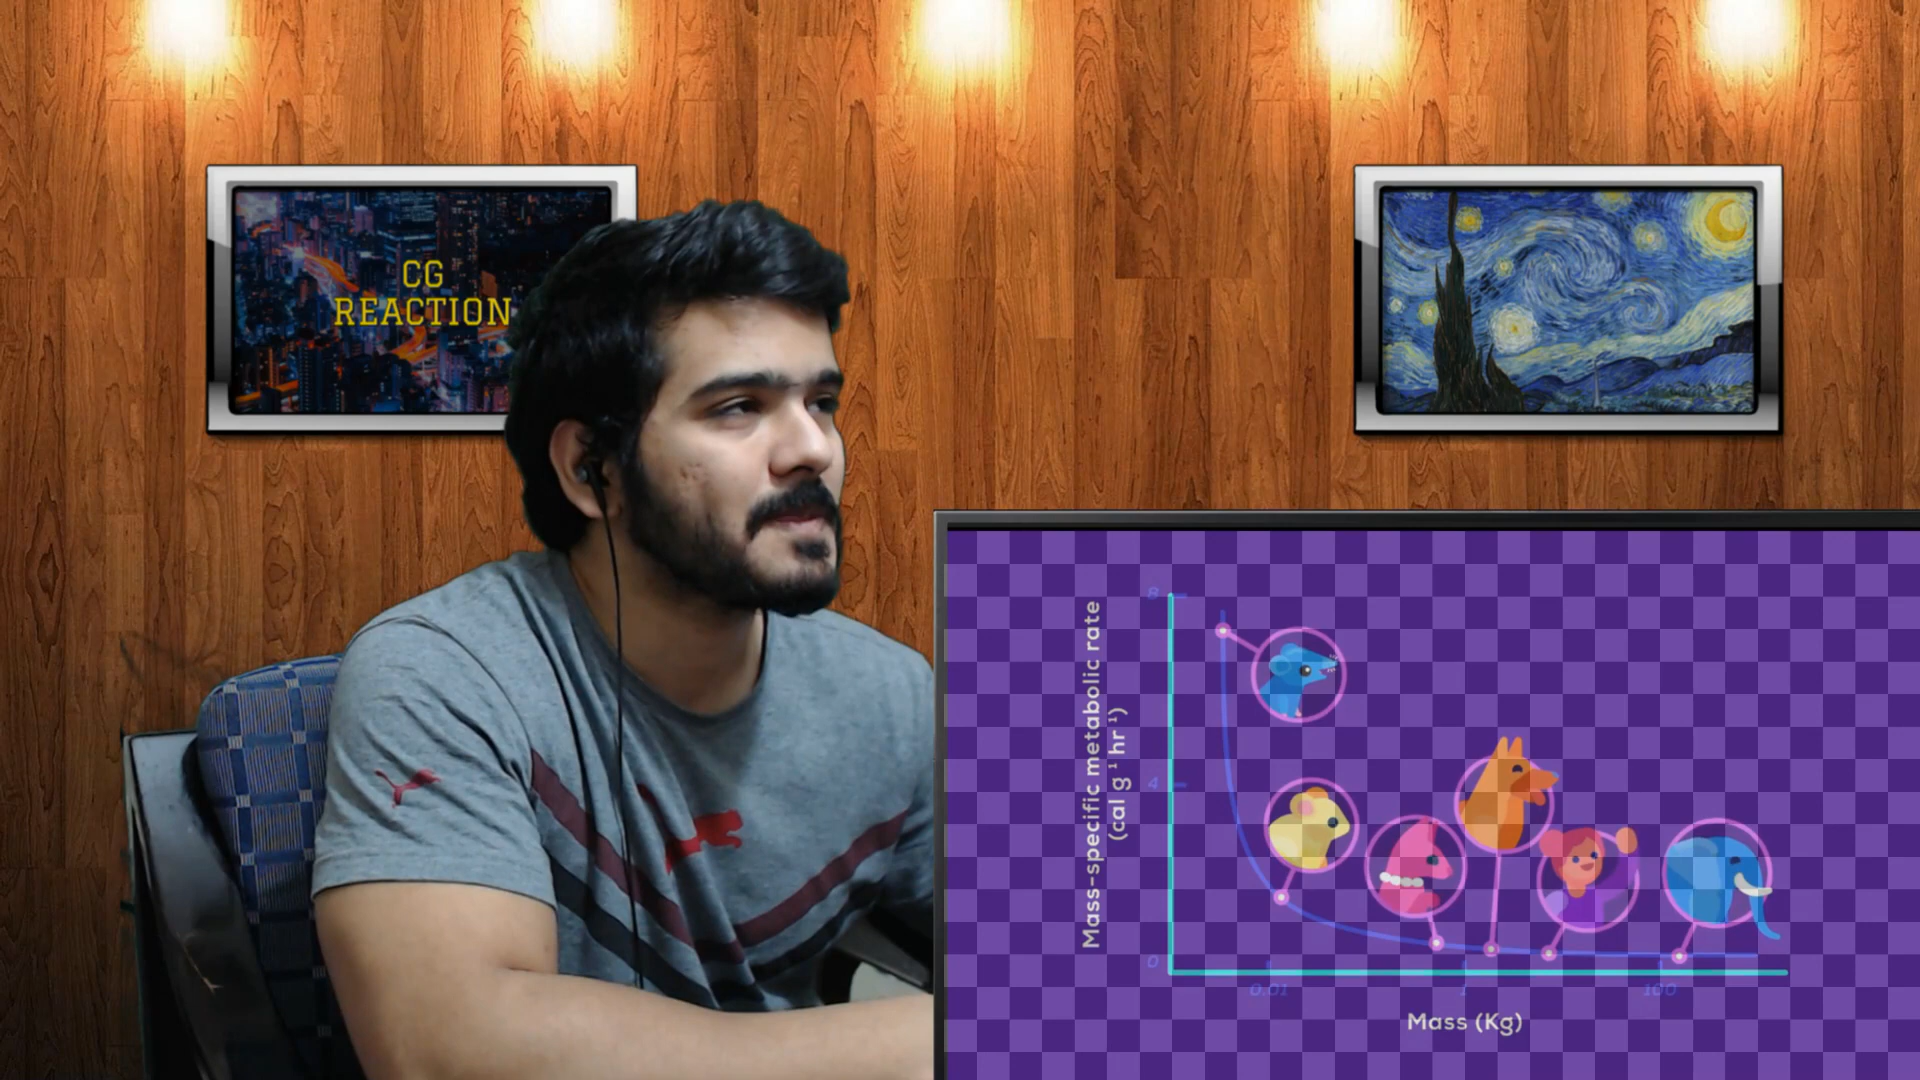 CG
REACTION
Mass-specific metabolic rate
(cal g⁻¹ hr⁻¹)
8
4
0
0.01
1
100
Mass (Kg)